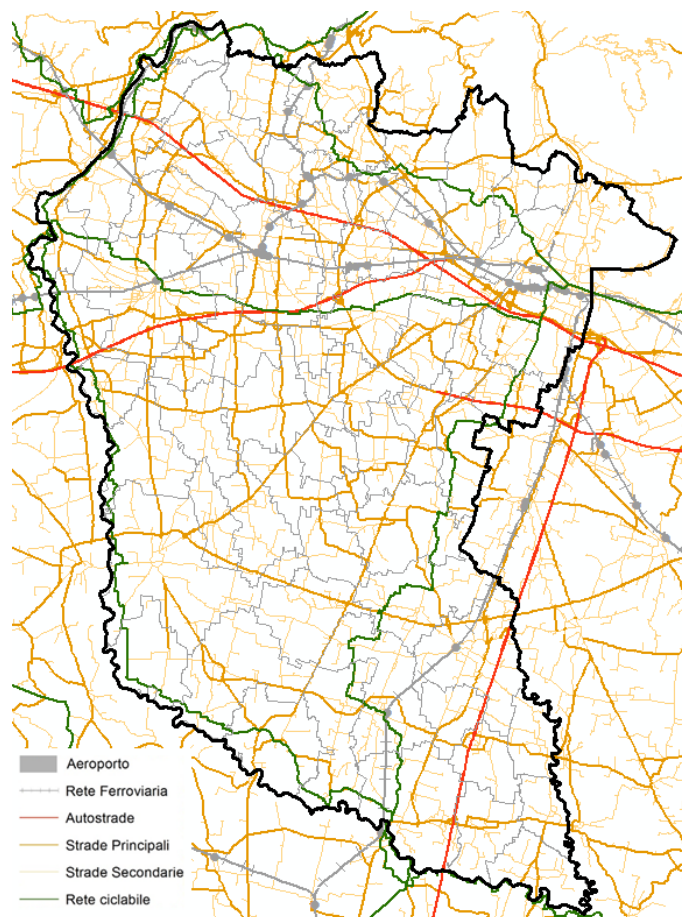 Aeroporto
Rete Ferroviaria
Autostrade
Strade Principali
Strade Secondarie
Rete ciclabile